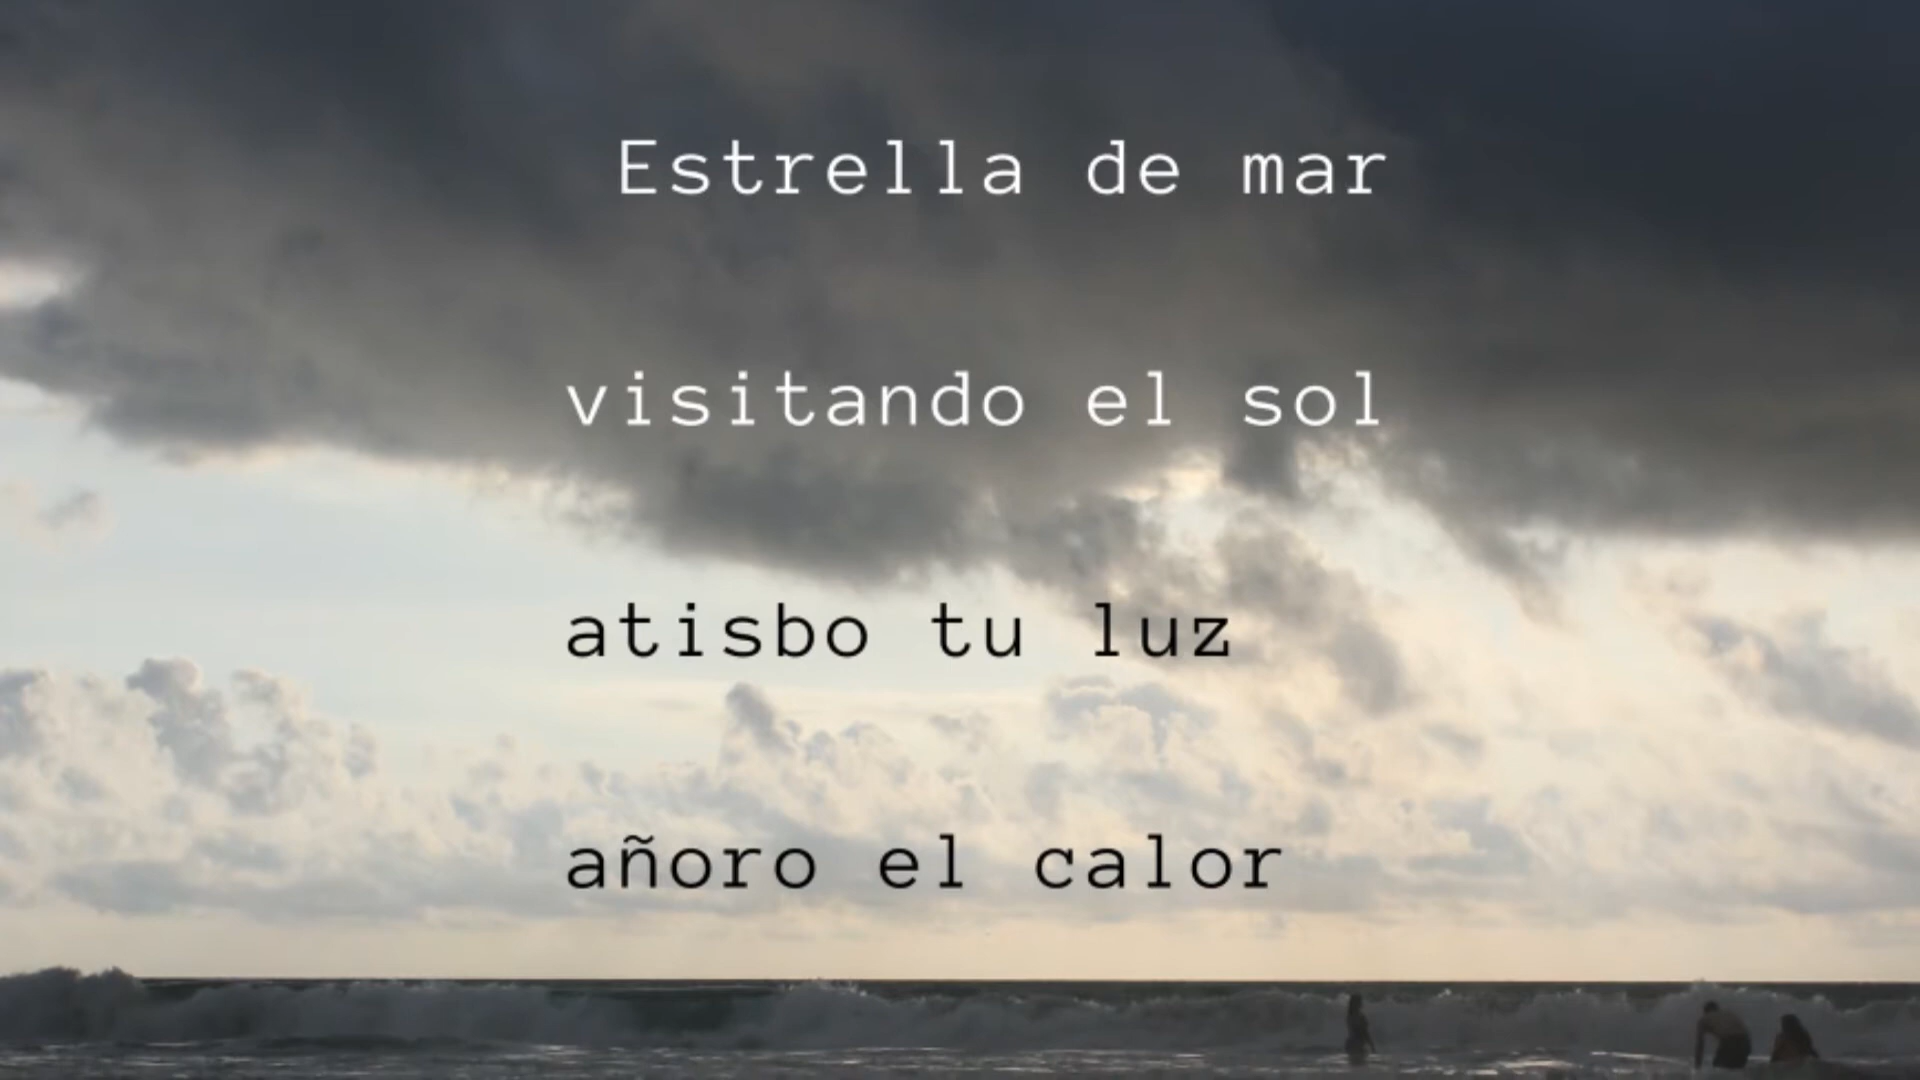 Estrella de mar
visitando el sol
atisbo tu luz
añoro el calor